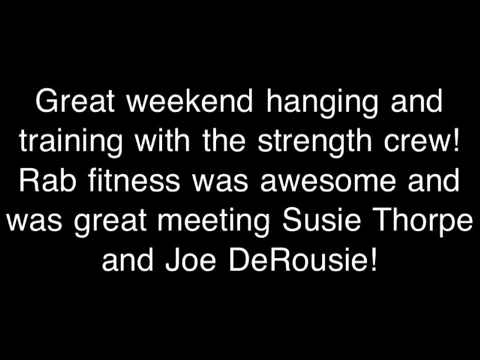 Great weekend hanging and
training with the strength crew!
Rab fitness was awesome and
was great meeting Susie Thorpe
and Joe DeRousie!